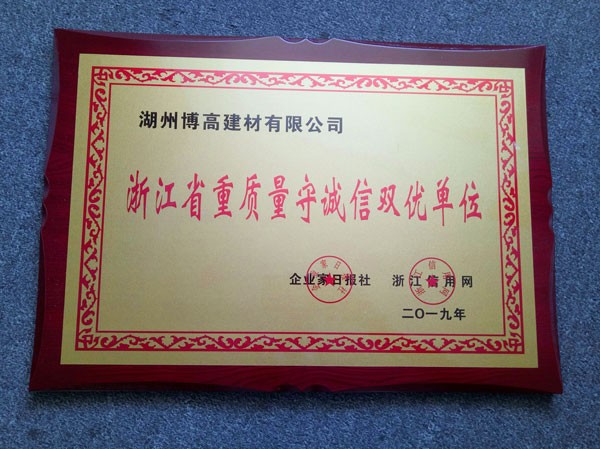 湖州博高建材有限公司
浙江省重质量守诚信双优单位
企业家日报社 浙江信用网
二〇一九年